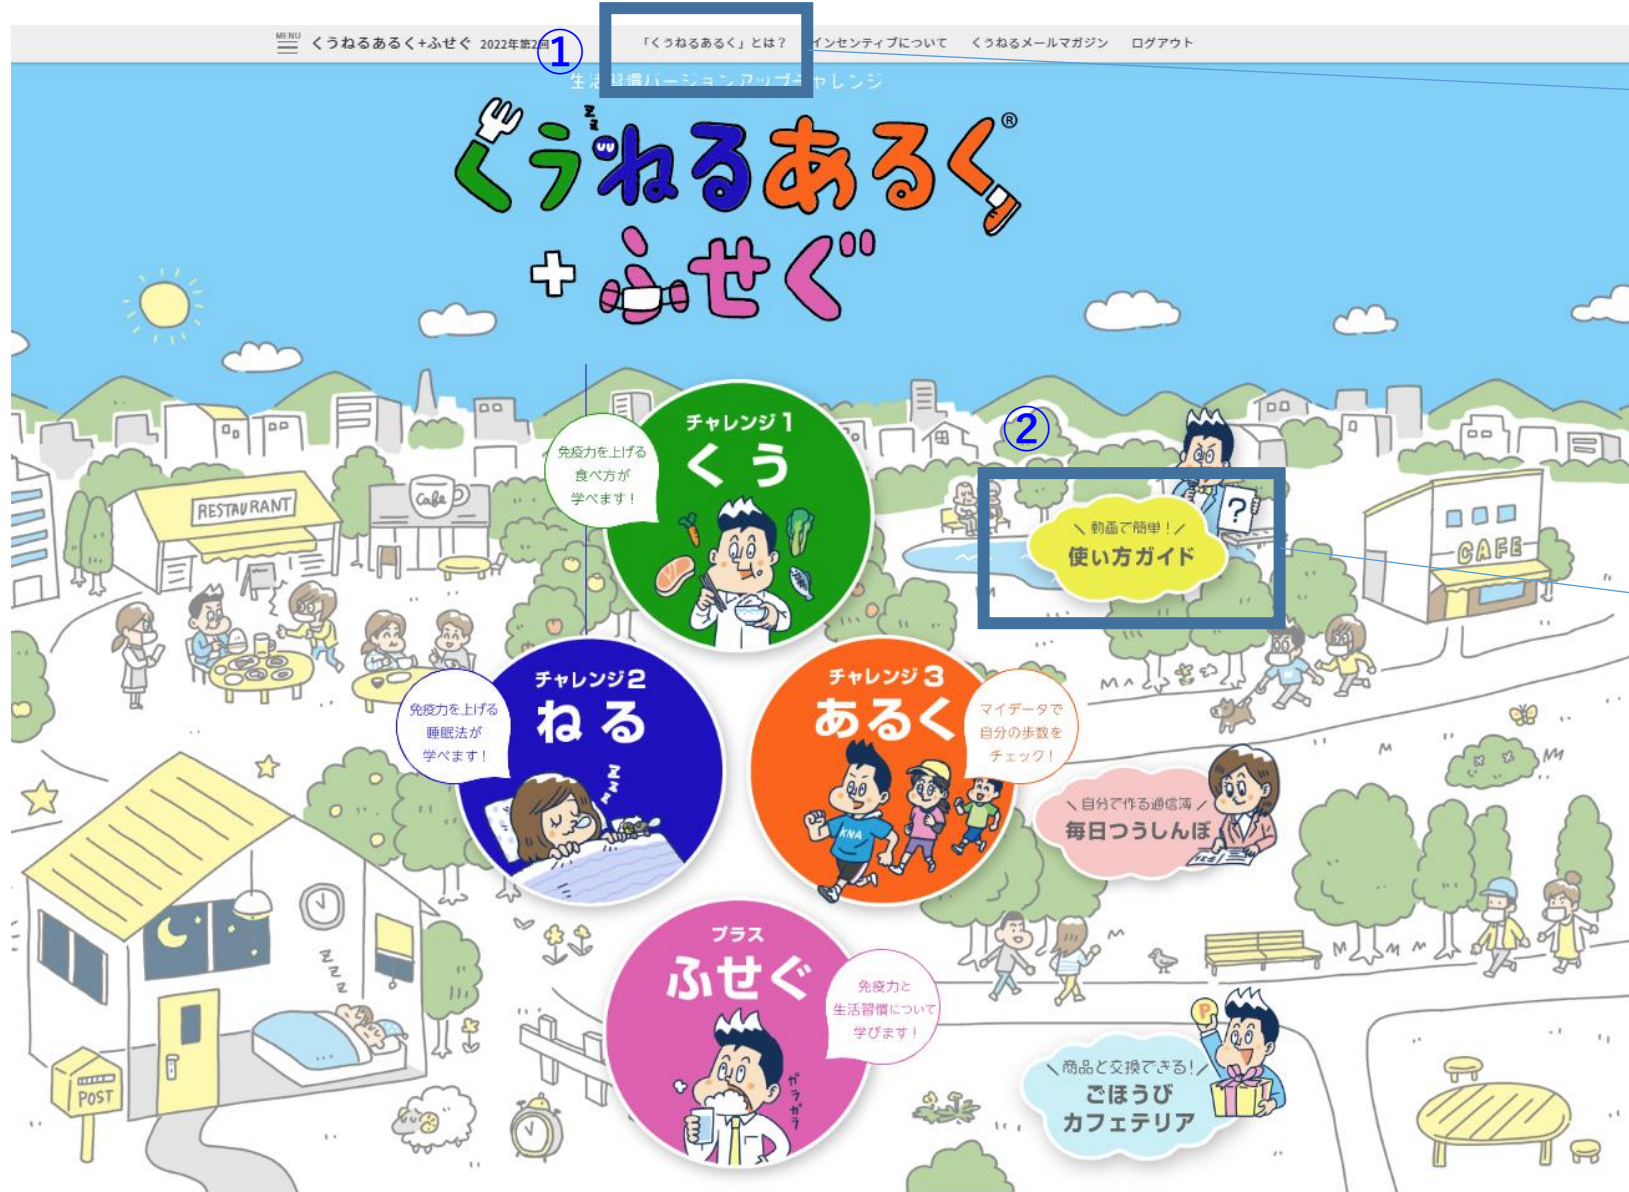 ①
MENU くうねるあるく+ふせぐ 2022年第2回 「くうねるあるく」とは? インセンティブについて くうねるメールマガジン ログアウト
生活習慣バージョンアップチャレンジ
くうねるあるく®
+ふせぐ
チャレンジ1
くう
免疫力を上げる
食べ方が
学べます!
②
動画で簡単!
使い方ガイド
?
RESTAURANT
Cafe
CAFE
チャレンジ2
ねる
免疫力を上げる
睡眠法が
学べます!
zzz
チャレンジ3
あるく
マイデータで
自分の歩数を
チェック!
KNA
自分で作る通信簿
毎日つうしんぼ
プラス
ふせぐ
免疫力と
生活習慣について
学びます!
ガラガラ
zzz
POST
P
商品と交換できる!
ごほうび
カフェテリア